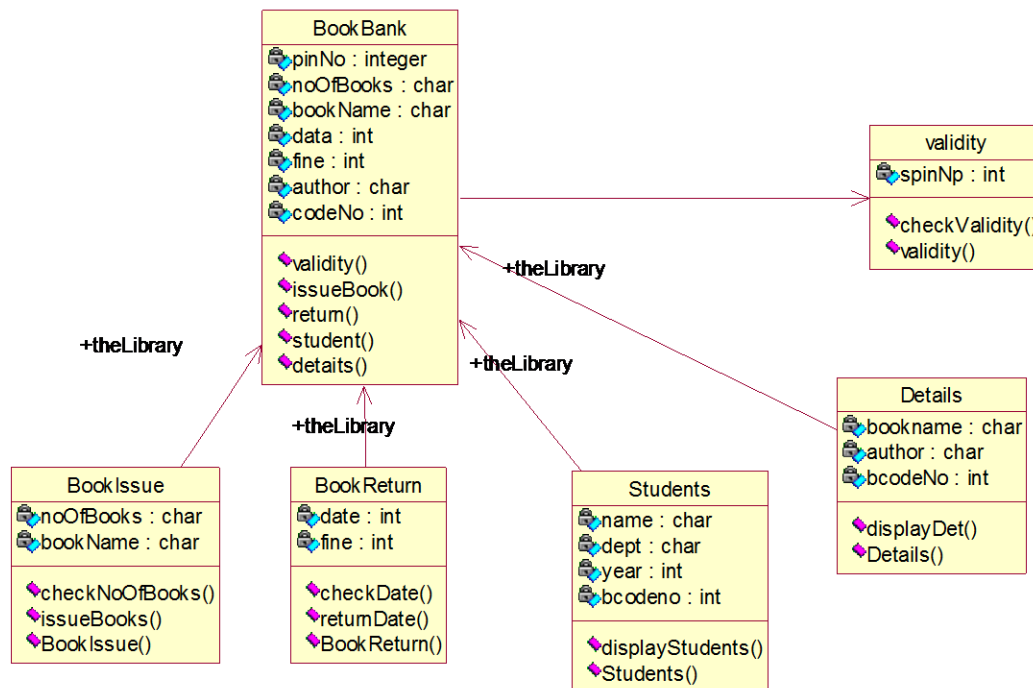 BookBank
pinNo : integer
noOfBooks : char
bookName : char
data : int
fine : int
author : char
codeNo : int
validity()
issueBook()
return()
student()
detaits()
validity
spinNp : int
checkValidity()
validity()
+theLibrary
+theLibrary
+theLibrary
+theLibrary
BookIssue
noOfBooks : char
bookName : char
checkNoOfBooks()
issueBooks()
BookIssue()
BookReturn
date : int
fine : int
checkDate()
returnDate()
BookReturn()
Students
name : char
dept : char
year : int
bcodeno : int
displayStudents()
Students()
Details
bookname : char
author : char
bcodeNo : int
displayDet()
Details()